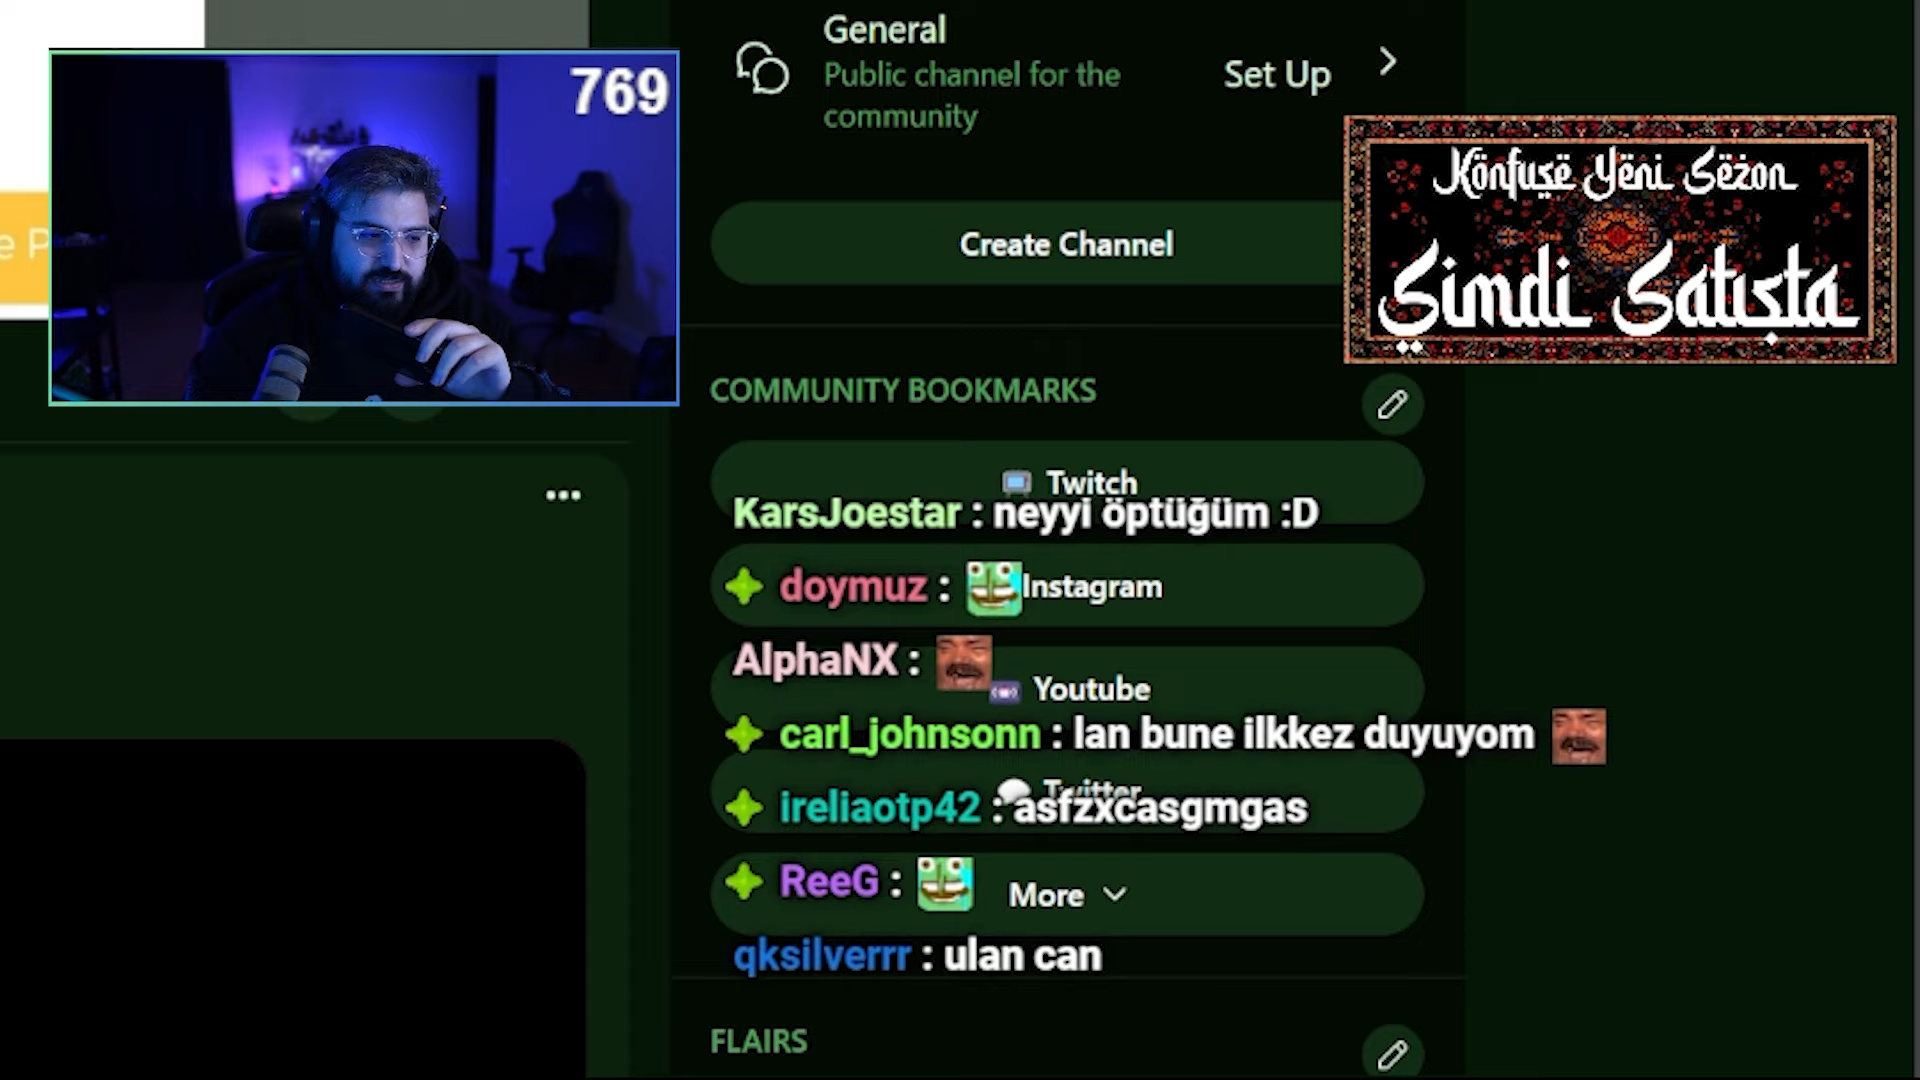 General
Public channel for the
community
Set Up
769
Könfusë Yëni Sëzon
Şimdi Satışta
e P
Create Channel
COMMUNITY BOOKMARKS
Twitch
KarsJoestar : neyyi öptüğüm :D
doymuz :
Instagram
AlphaNX :
Youtube
carl_johnsonn : lan bune ilkkez duyuyom
Twitter
ireliaotp42 : asfzxcasgmgas
ReeG :
More
qksilverrr : ulan can
FLAIRS